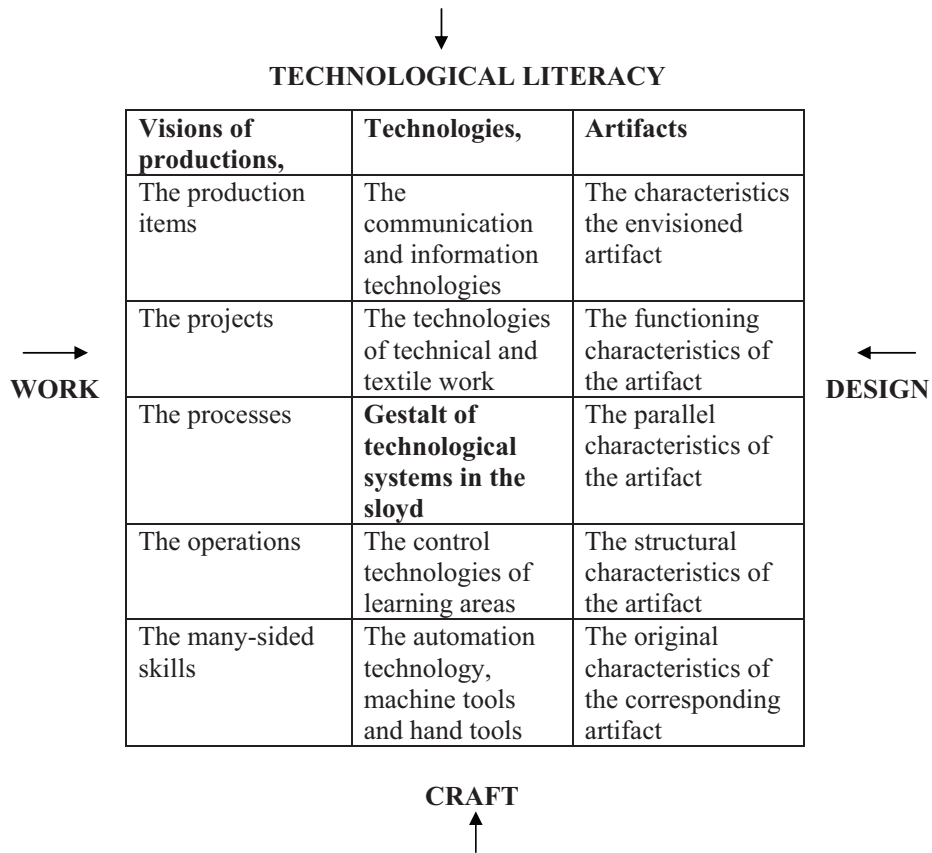 TECHNOLOGICAL LITERACY
Visions of
productions,
Technologies,
Artifacts
The production
items
The
communication
and information
technologies
The characteristics
the envisioned
artifact
The projects
The technologies
of technical and
textile work
The functioning
characteristics of
the artifact
WORK
DESIGN
The processes
Gestalt of
technological
systems in the
sloyd
The parallel
characteristics of
the artifact
The operations
The control
technologies of
learning areas
The structural
characteristics of
the artifact
The many-sided
skills
The automation
technology,
machine tools
and hand tools
The original
characteristics of
the corresponding
artifact
CRAFT